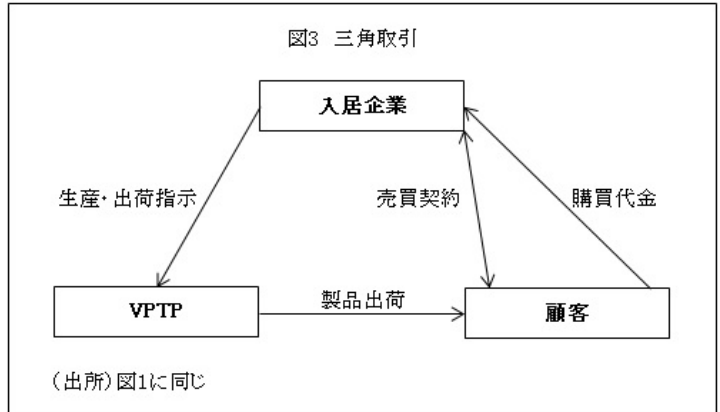 図3 三角取引
入居企業
生産・出荷指示
売買契約
購買代金
VPTP
製品出荷
顧客
(出所)図1に同じ